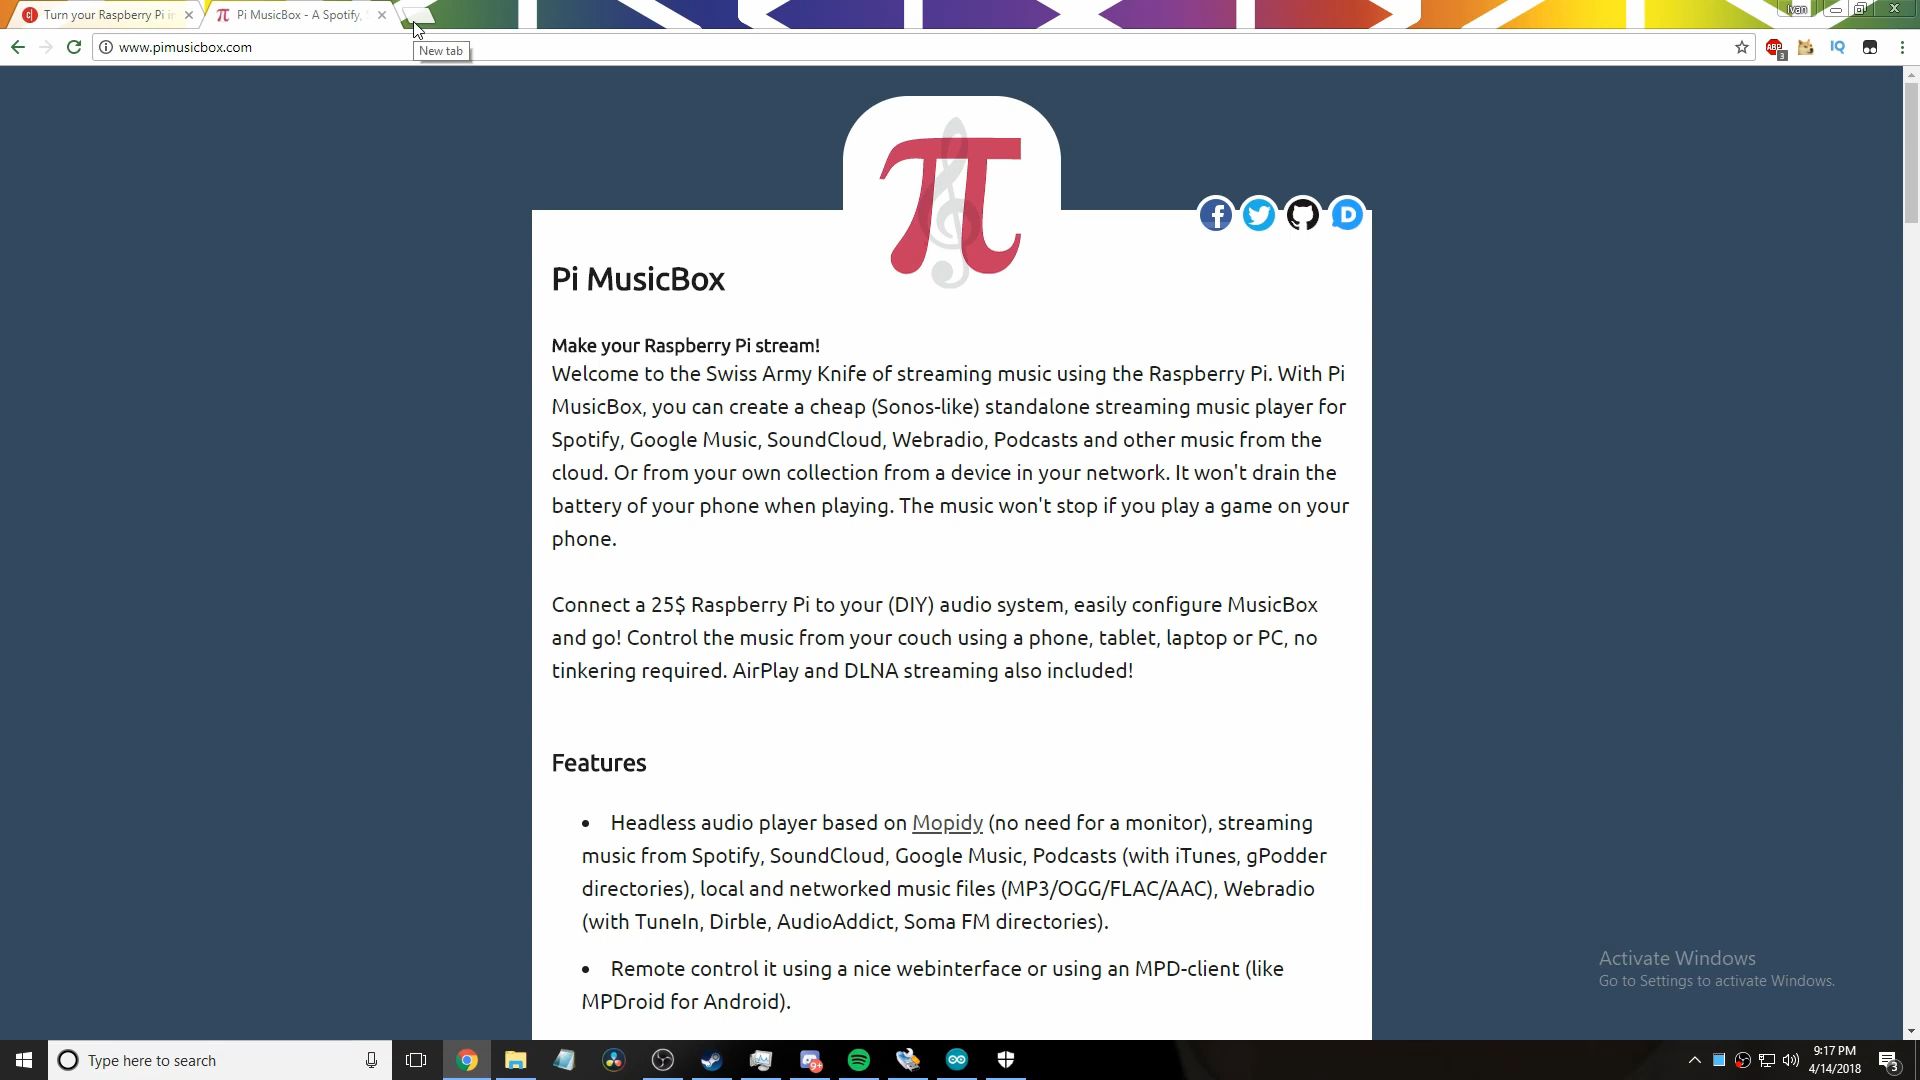 Turn your Raspberry Pi in
Pi MusicBox - A Spotify,
Ivan
www.pimusicbox.com
New tab
ABP
3
IQ
Pi MusicBox
Make your Raspberry Pi stream!
Welcome to the Swiss Army Knife of streaming music using the Raspberry Pi. With Pi
MusicBox, you can create a cheap (Sonos-like) standalone streaming music player for
Spotify, Google Music, SoundCloud, Webradio, Podcasts and other music from the
cloud. Or from your own collection from a device in your network. It won't drain the
battery of your phone when playing. The music won't stop if you play a game on your
phone.
Connect a 25$ Raspberry Pi to your (DIY) audio system, easily configure MusicBox
and go! Control the music from your couch using a phone, tablet, laptop or PC, no
tinkering required. AirPlay and DLNA streaming also included!
Features
• Headless audio player based on Mopidy (no need for a monitor), streaming
music from Spotify, SoundCloud, Google Music, Podcasts (with iTunes, gPodder
directories), local and networked music files (MP3/OGG/FLAC/AAC), Webradio
(with TuneIn, Dirble, AudioAddict, Soma FM directories).
• Remote control it using a nice webinterface or using an MPD-client (like
MPDroid for Android).
Activate Windows
Go to Settings to activate Windows.
Type here to search
9+
9:17 PM
4/14/2018
3